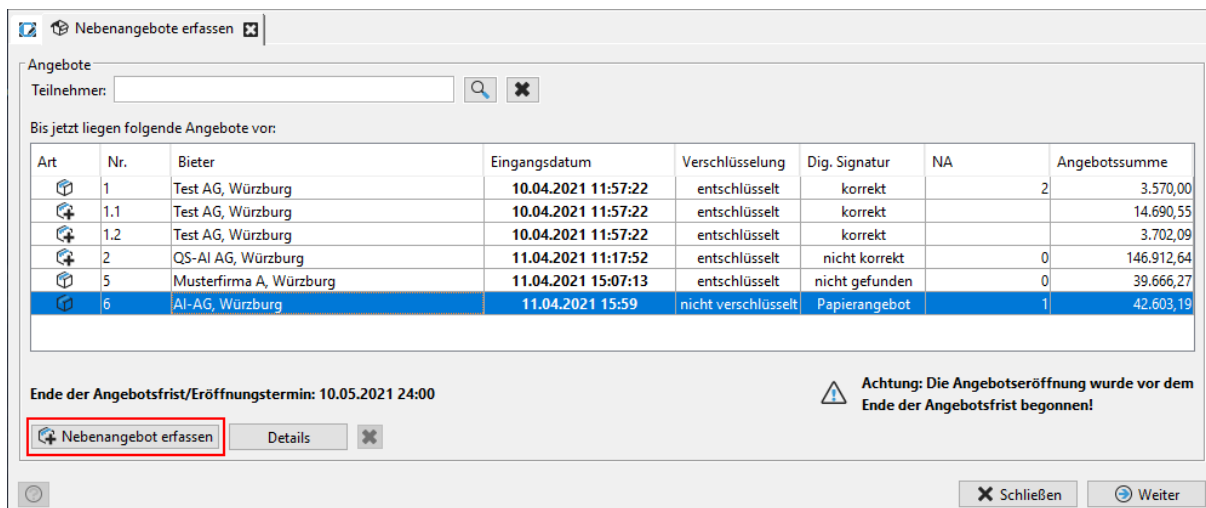 Nebenangebote erfassen
Angebote
Teilnehmer:
Bis jetzt liegen folgende Angebote vor:
Art Nr. Bieter Eingangsdatum Verschlüsselung Dig. Signatur NA Angebotssumme
1 Test AG, Würzburg 10.04.2021 11:57:22 entschlüsselt korrekt 2 3.570,00
1.1 Test AG, Würzburg 10.04.2021 11:57:22 entschlüsselt korrekt 14.690,55
1.2 Test AG, Würzburg 10.04.2021 11:57:22 entschlüsselt korrekt 3.702,09
2 QS-AI AG, Würzburg 11.04.2021 11:17:52 entschlüsselt nicht korrekt 0 146.912,64
5 Musterfirma A, Würzburg 11.04.2021 15:07:13 entschlüsselt nicht gefunden 0 39.666,27
6 AI-AG, Würzburg 11.04.2021 15:59 nicht verschlüsselt Papierangebot 1 42.603,19
Ende der Angebotsfrist/Eröffnungstermin: 10.05.2021 24:00
Achtung: Die Angebotseröffnung wurde vor dem
Ende der Angebotsfrist begonnen!
Nebenangebot erfassen Details
Schließen Weiter